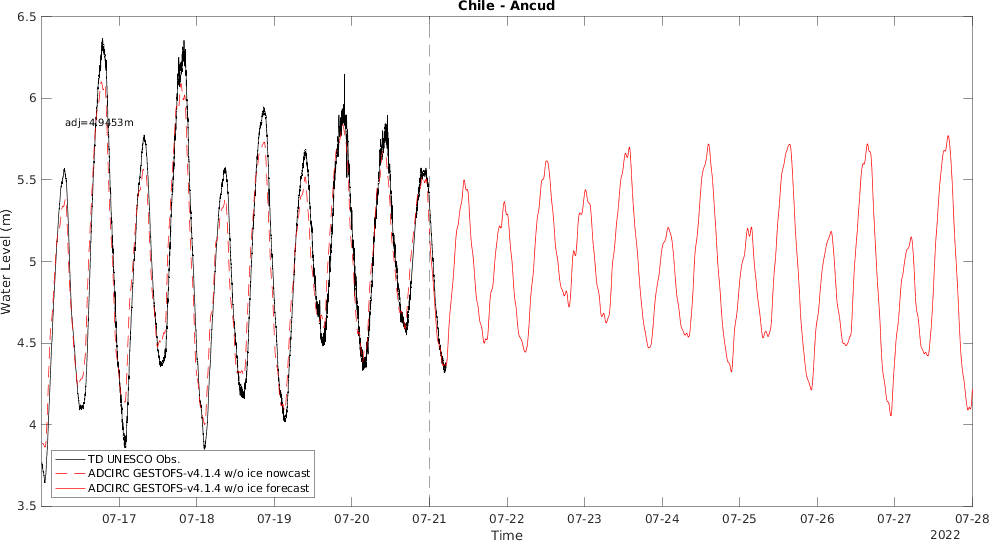 Chile - Ancud
6.5
6
5.5
5
4.5
4
3.5
Water Level (m)
adj=4.9453m
TD UNESCO Obs.
ADCIRC GESTOFS-v4.1.4 w/o ice nowcast
ADCIRC GESTOFS-v4.1.4 w/o ice forecast
07-17 07-18 07-19 07-20 07-21 07-22 07-23 07-24 07-25 07-26 07-27 07-28
Time
2022